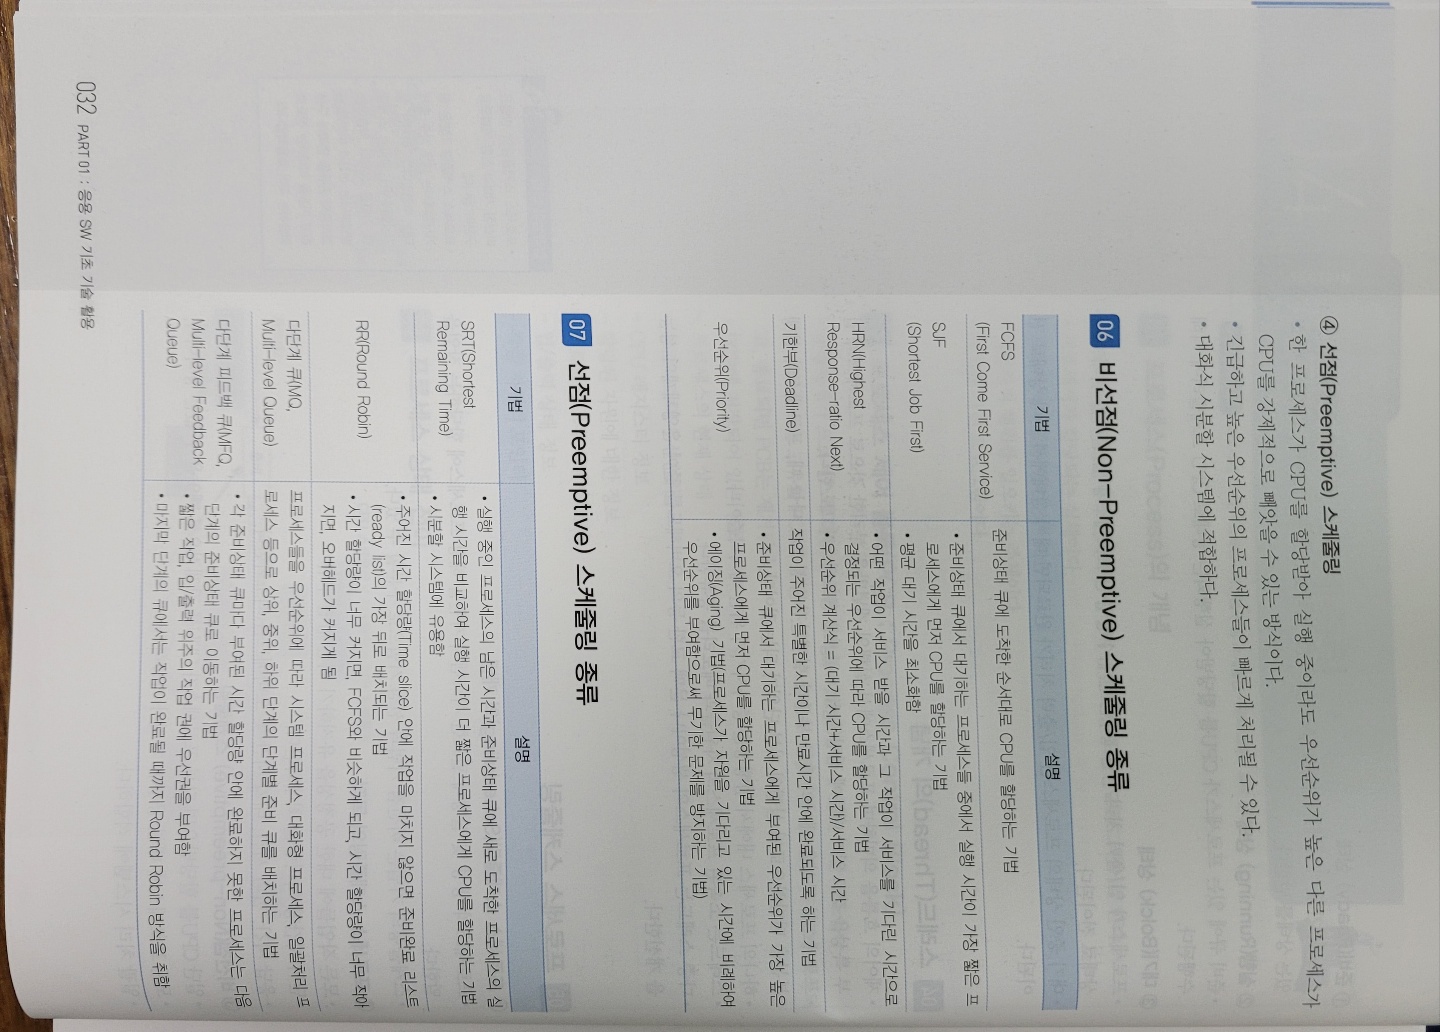 ④ 선점(Preemptive) 스케줄링
• 한 프로세스가 CPU를 할당받아 실행 중이라도 우선순위가 높은 다른 프로세스가
CPU를 강제적으로 빼앗을 수 있는 방식이다.
• 긴급하고 높은 우선순위의 프로세스들이 빠르게 처리될 수 있다.
• 대화식 시분할 시스템에 적합하다.
06 비선점(Non-Preemptive) 스케줄링 종류
기법 설명
FCFS
(First Come First Service)
준비상태 큐에 도착한 순서대로 CPU를 할당하는 기법
SJF
(Shortest Job First)
• 준비상태 큐에서 대기하는 프로세스들 중에서 실행 시간이 가장 짧은 프
로세스에게 먼저 CPU를 할당하는 기법
• 평균 대기 시간을 최소화함
HRN(Highest
Response-ratio Next)
• 어떤 작업이 서비스 받을 시간과 그 작업이 서비스를 기다린 시간으로
결정되는 우선순위에 따라 CPU를 할당하는 기법
• 우선순위 계산식 = (대기 시간+서비스 시간)/서비스 시간
기한부(Deadline)
작업이 주어진 특별한 시간이나 만료시간 안에 완료되도록 하는 기법
우선순위(Priority)
• 준비상태 큐에서 대기하는 프로세스에게 부여된 우선순위가 가장 높은
프로세스에게 먼저 CPU를 할당하는 기법
• 에이징(Aging) 기법(프로세스가 자원을 기다리고 있는 시간에 비례하여
우선순위를 부여함으로써 무기한 문제를 방지하는 기법)
07 선점(Preemptive) 스케줄링 종류
기법 설명
SRT(Shortest
Remaining Time)
• 실행 중인 프로세스의 남은 시간과 준비상태 큐에 새로 도착한 프로세스의 실
행 시간을 비교하여 실행 시간이 더 짧은 프로세스에게 CPU를 할당하는 기법
• 시분할 시스템에 유용함
RR(Round Robin)
• 주어진 시간 할당량(Time slice) 안에 작업을 마치지 않으면 준비완료 리스트
(ready list)의 가장 뒤로 배치되는 기법
• 시간 할당량이 너무 커지면, FCFS와 비슷하게 되고, 시간 할당량이 너무 작아
지면, 오버헤드가 커지게 됨
다단계 큐(MQ,
Multi-level Queue)
프로세스들을 우선순위에 따라 시스템 프로세스, 대화형 프로세스, 일괄처리 프
로세스 등으로 상위, 중위, 하위 단계의 단계별 준비 큐를 배치하는 기법
다단계 피드백 큐(MFQ,
Multi-level Feedback
Queue)
• 각 준비상태 큐마다 부여된 시간 할당량 안에 완료하지 못한 프로세스는 다음
단계의 준비상태 큐로 이동하는 기법
• 짧은 작업, 입/출력 위주의 작업 권에 우선권을 부여함
• 마지막 단계의 큐에서는 작업이 완료될 때까지 Round Robin 방식을 취함
032 PART 01 : 응용 SW 기초 기술 활용